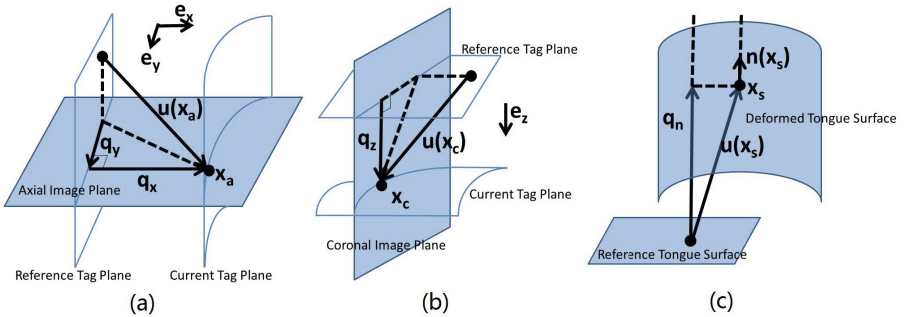 e_x
e_y
u(x_a)
q_y
q_x
x_a
Axial Image Plane
Reference Tag Plane
Current Tag Plane
(a)
Reference Tag Plane
e_z
q_z
u(x_c)
x_c
Current Tag Plane
Coronal Image Plane
(b)
n(x_s)
x_s
q_n
Deformed Tongue Surface
u(x_s)
Reference Tongue Surface
(c)